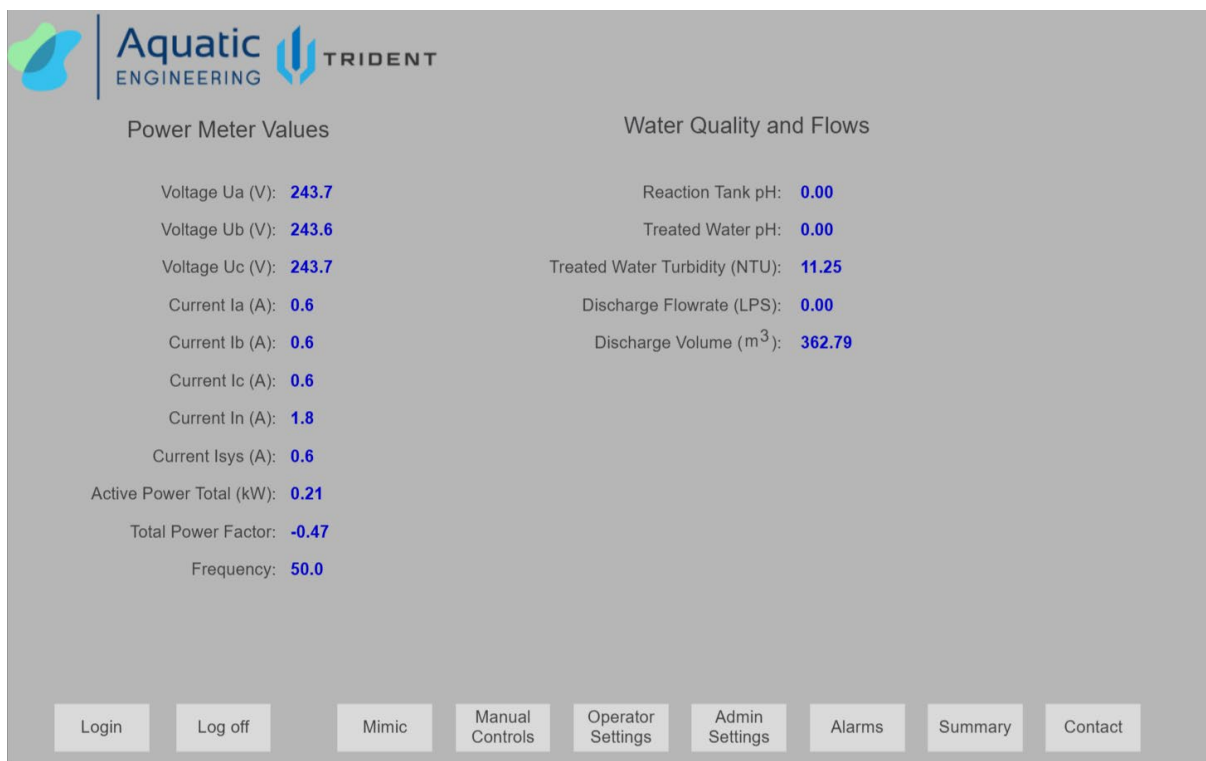 Aquatic
ENGINEERING
TRIDENT
Power Meter Values
Voltage Ua (V): 243.7
Voltage Ub (V): 243.6
Voltage Uc (V): 243.7
Current Ia (A): 0.6
Current Ib (A): 0.6
Current Ic (A): 0.6
Current In (A): 1.8
Current Isys (A): 0.6
Active Power Total (kW): 0.21
Total Power Factor: -0.47
Frequency: 50.0
Water Quality and Flows
Reaction Tank pH: 0.00
Treated Water pH: 0.00
Treated Water Turbidity (NTU): 11.25
Discharge Flowrate (LPS): 0.00
Discharge Volume (m³): 362.79
Login
Log off
Mimic
Manual
Controls
Operator
Settings
Admin
Settings
Alarms
Summary
Contact